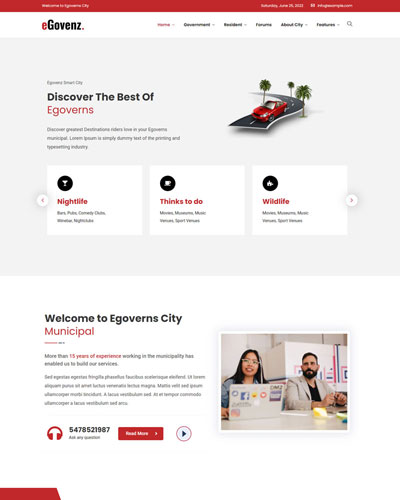 Welcome to Egoverns City
Saturday, June 25, 2022
info@example.com
eGovenz.
Home
Government
Resident
Forums
About City
Features
Egovens Smart City
Discover The Best Of
Egoverns
Discover greatest Destinations riders love in your Egoverns
municipal. Lorem Ipsum is simply dummy text of the printing and
typesetting industry.
Nightlife
Bars, Pubs, Comedy Clubs,
Winebar, Nightclubs
Thinks to do
Movies, Museums, Music
Venues, Sport Venues
Wildlife
Movies, Museums, Music
Venues, Sport Venues
Welcome to Egoverns City
Municipal
More than 15 years of experience working in the municipality has
enabled us to build our services.
Sed egestas egestas fringilla phasellus faucibus scelerisque eleifend. Ut lorem
aliquam purus sit amet luctus venenatis lectus magna. Mattis velit sed
ullamcorper a lacus vestibulum sed. At et tempor commodo
ullamcorper a lacus vestibulum sed arcu.
5478521987
Ask any question!
Read More